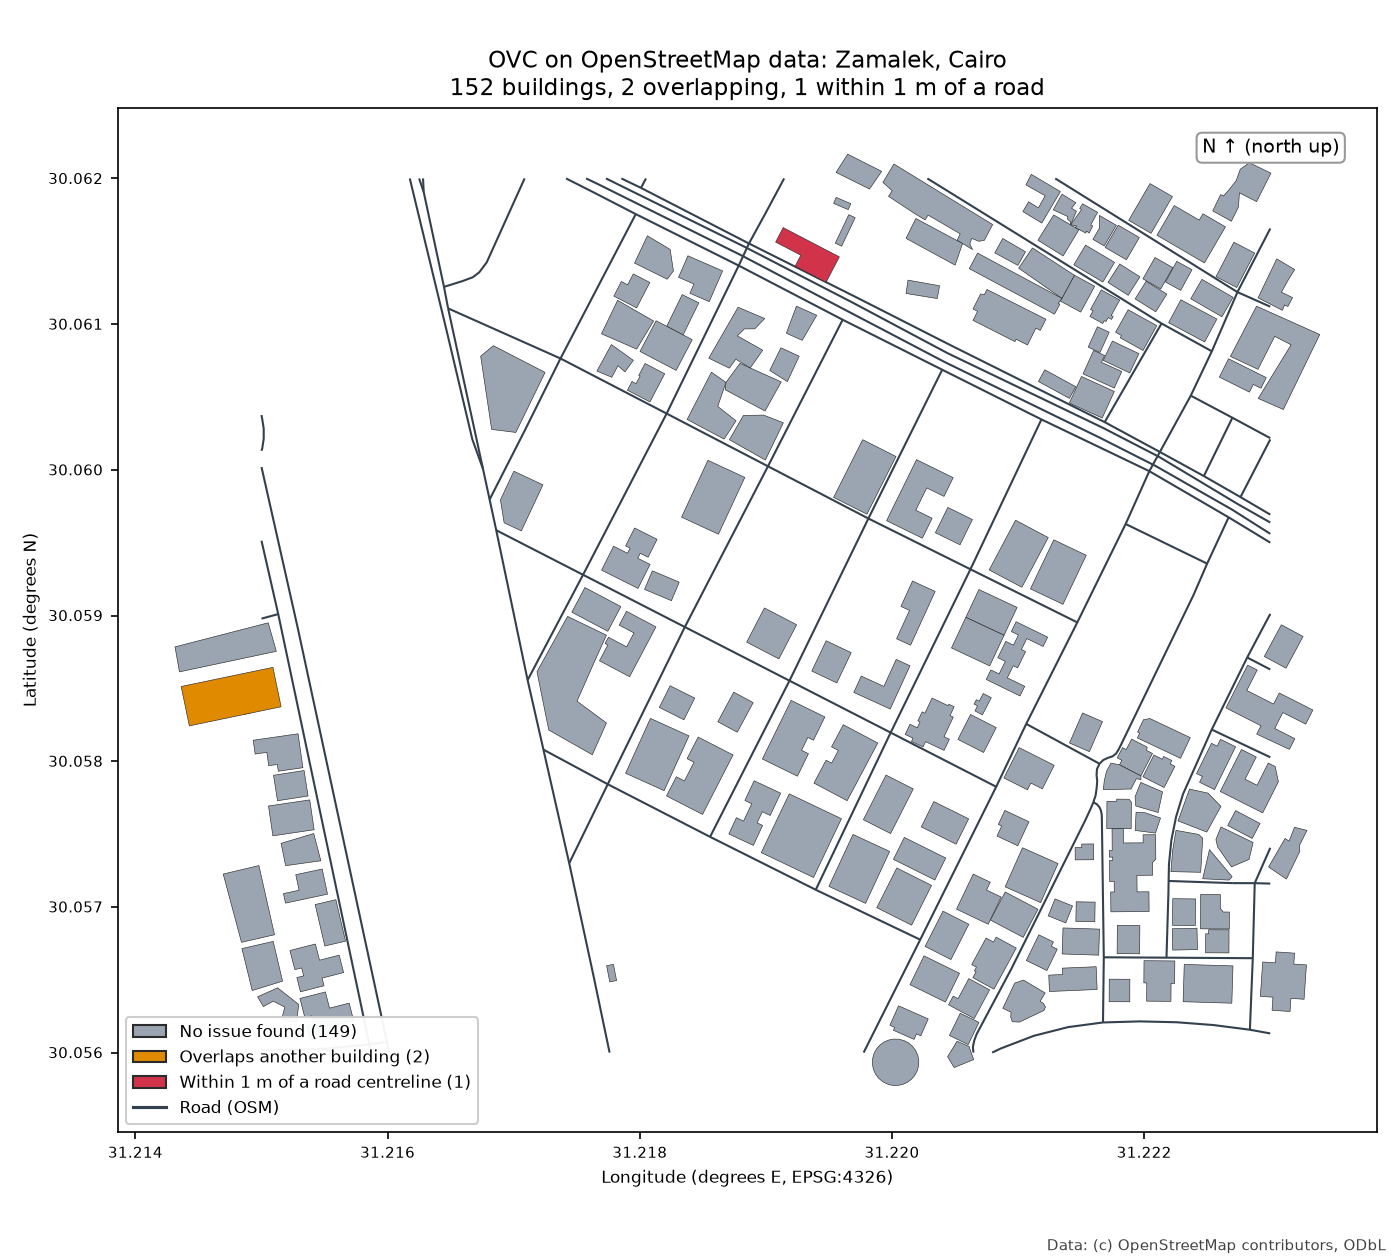 OVC on OpenStreetMap data: Zamalek, Cairo
152 buildings, 2 overlapping, 1 within 1 m of a road
N ↑ (north up)
30.062
30.061
30.060
30.059
30.058
30.057
30.056
Latitude (degrees N)
No issue found (149)
Overlaps another building (2)
Within 1 m of a road centreline (1)
Road (OSM)
31.214
31.216
31.218
31.220
31.222
Longitude (degrees E, EPSG:4326)
Data: (c) OpenStreetMap contributors, ODbL